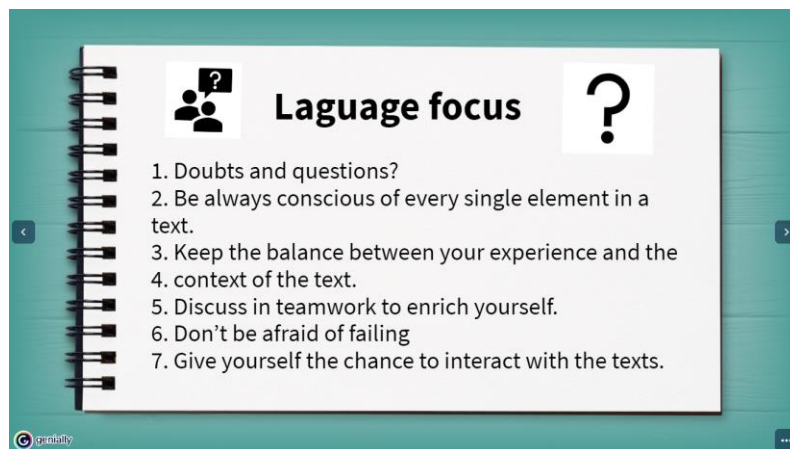 ?
Laguage focus
?
1. Doubts and questions?
2. Be always conscious of every single element in a
text.
3. Keep the balance between your experience and the
4. context of the text.
5. Discuss in teamwork to enrich yourself.
6. Don’t be afraid of failing
7. Give yourself the chance to interact with the texts.
genially